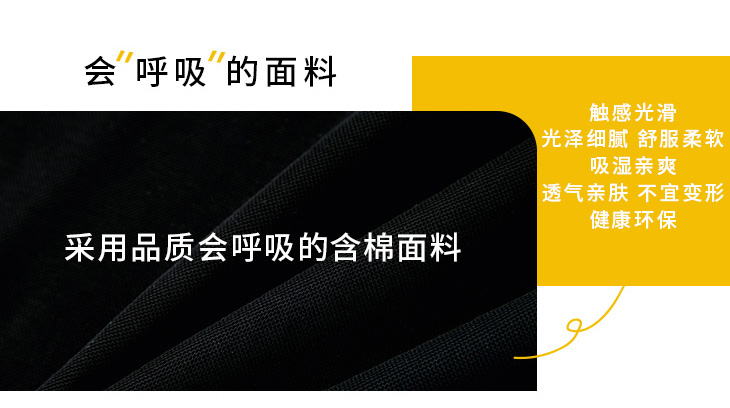 会"呼吸"的面料
触感光滑
光泽细腻 舒服柔软
吸湿亲爽
透气亲肤 不宜变形
健康环保
采用品质会呼吸的含棉面料